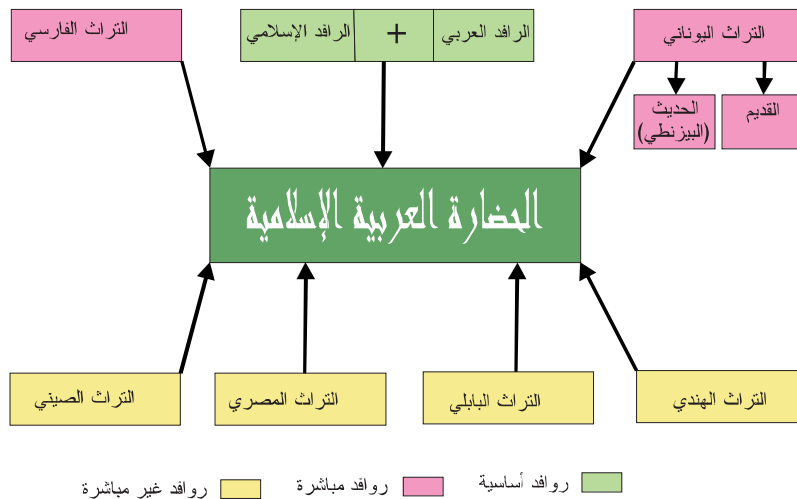 التراث اليوناني
الرافد العربي + الرافد الإسلامي
التراث الفارسي
القديم
الحديث
(البيزنطي)
الحضارة العربية الإسلامية
التراث الهندي
التراث البابلي
التراث المصري
التراث الصيني
روافد أساسية
روافد مباشرة
روافد غير مباشرة